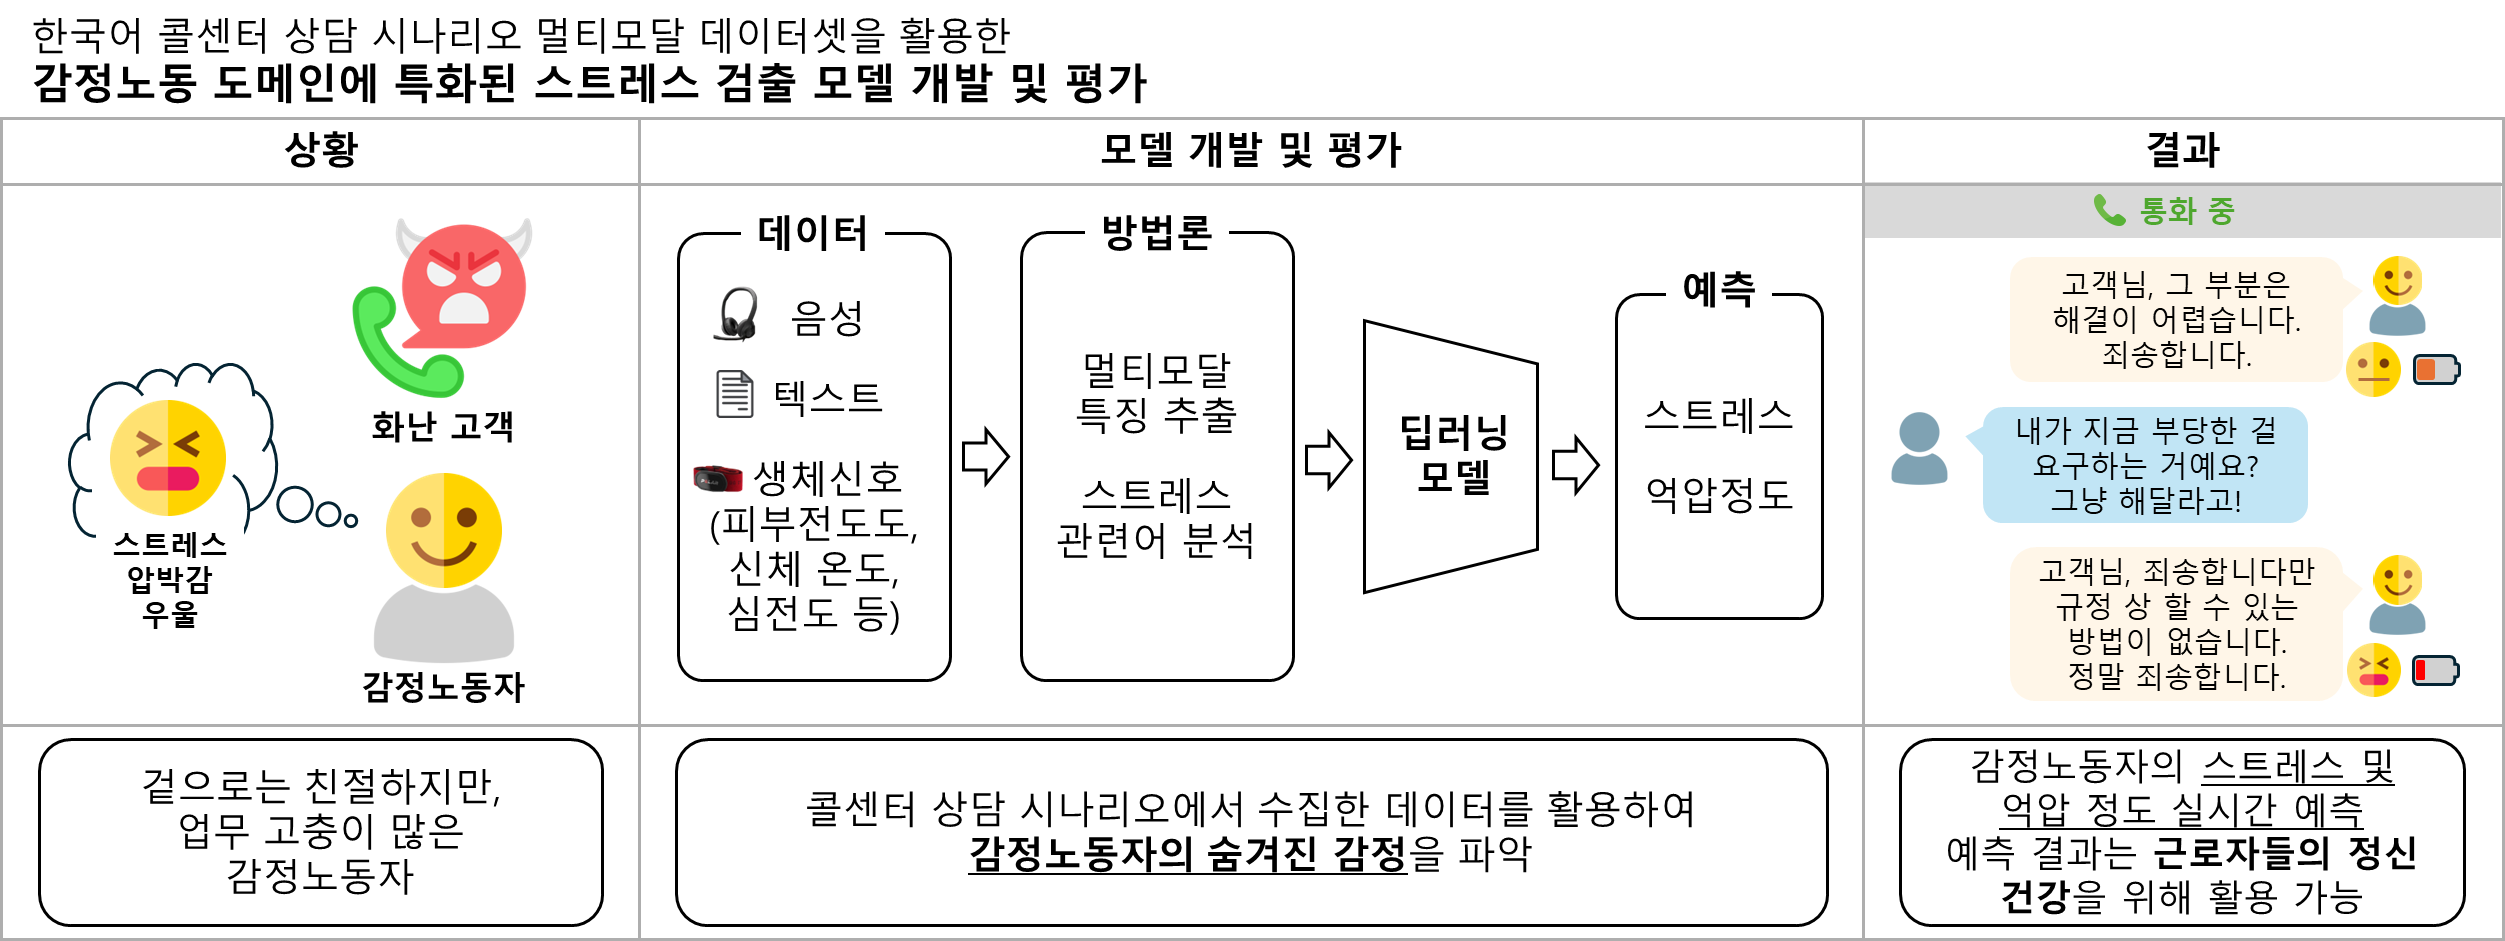 한국어 콜센터 상담 시나리오 멀티모달 데이터셋을 활용한
감정노동 도메인에 특화된 스트레스 검출 모델 개발 및 평가
상황
모델 개발 및 평가
결과
화난 고객
스트레스
압박감
우울
감정노동자
데이터
음성
텍스트
생체신호
(피부전도도,
신체 온도,
심전도 등)
방법론
멀티모달
특징 추출
스트레스
관련어 분석
딥러닝
모델
예측
스트레스
억압정도
통화 중
고객님, 그 부분은
해결이 어렵습니다.
죄송합니다.
내가 지금 부당한 걸
요구하는 거예요?
그냥 해달라고!
고객님, 죄송합니다만
규정 상 할 수 있는
방법이 없습니다.
정말 죄송합니다.
겉으로는 친절하지만,
업무 고충이 많은
감정노동자
콜센터 상담 시나리오에서 수집한 데이터를 활용하여
감정노동자의 숨겨진 감정을 파악
감정노동자의 스트레스 및
억압 정도 실시간 예측
예측 결과는 근로자들의 정신
건강을 위해 활용 가능